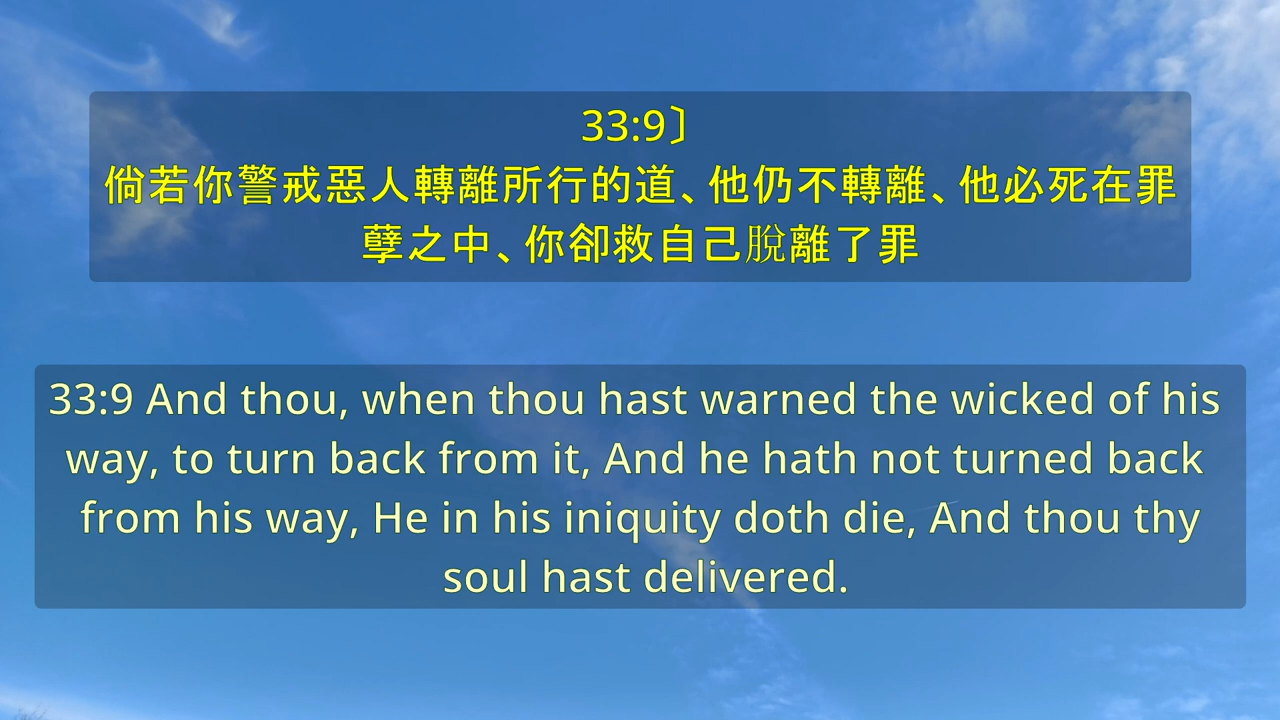 33:9〕
倘若你警戒惡人轉離所行的道、他仍不轉離、他必死在罪
孽之中、你卻救自己脫離了罪
33:9 And thou, when thou hast warned the wicked of his
way, to turn back from it, And he hath not turned back
from his way, He in his iniquity doth die, And thou thy
soul hast delivered.